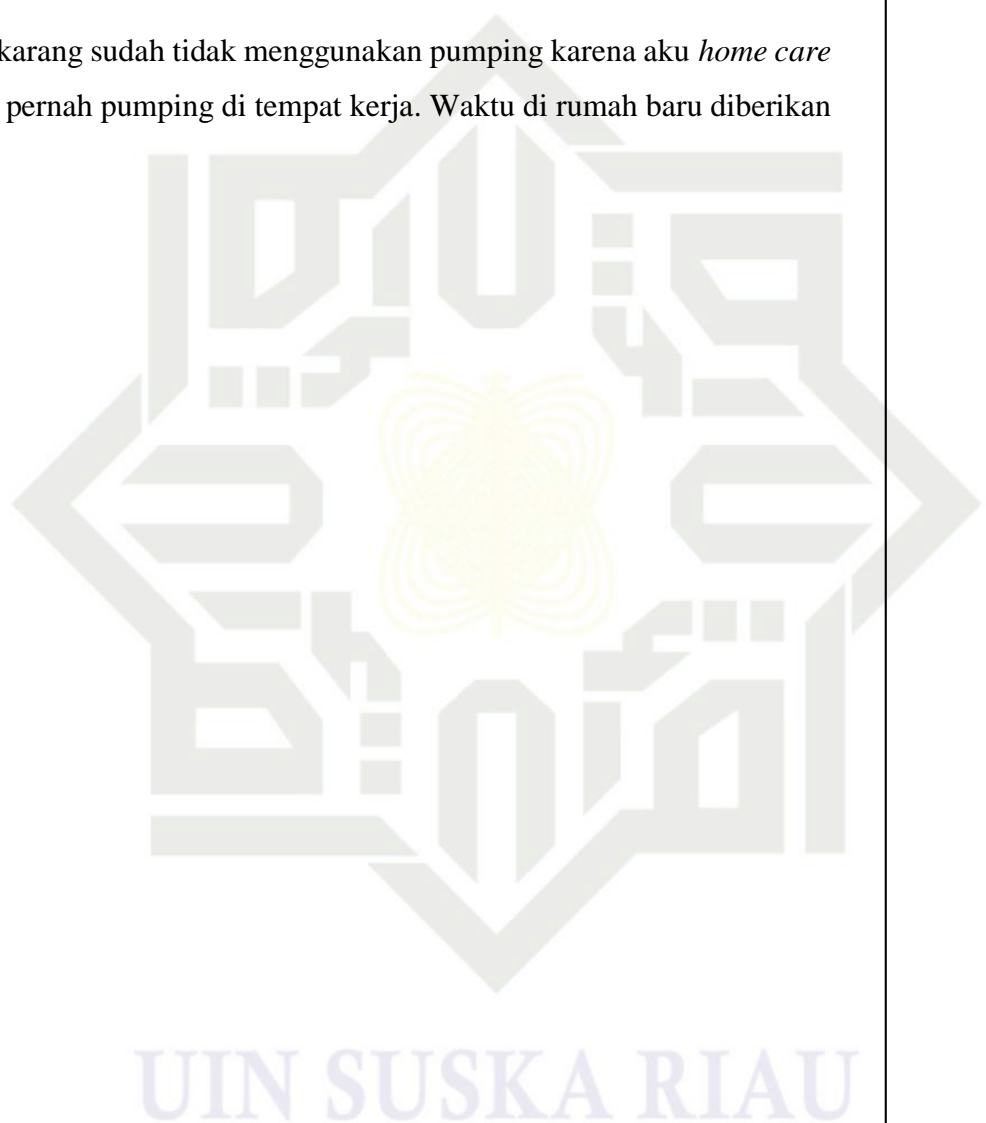 karang sudah tidak menggunakan pumping karena aku home care
pernah pumping di tempat kerja. Waktu di rumah baru diberikan
UIN SUSKA RIAU